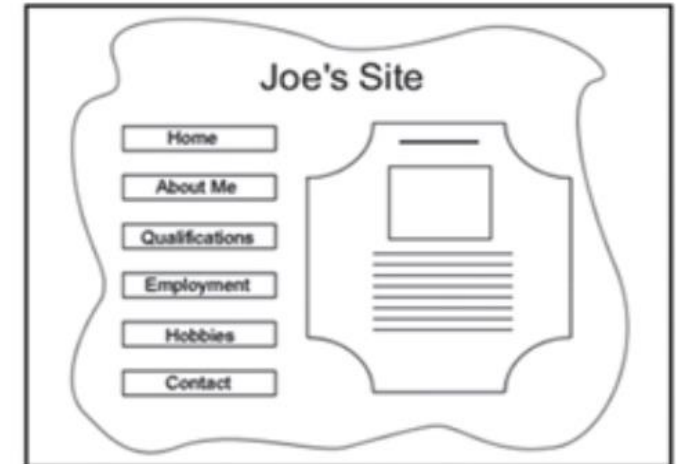 Joe's Site
Home
About Me
Qualifications
Employment
Hobbies
Contact